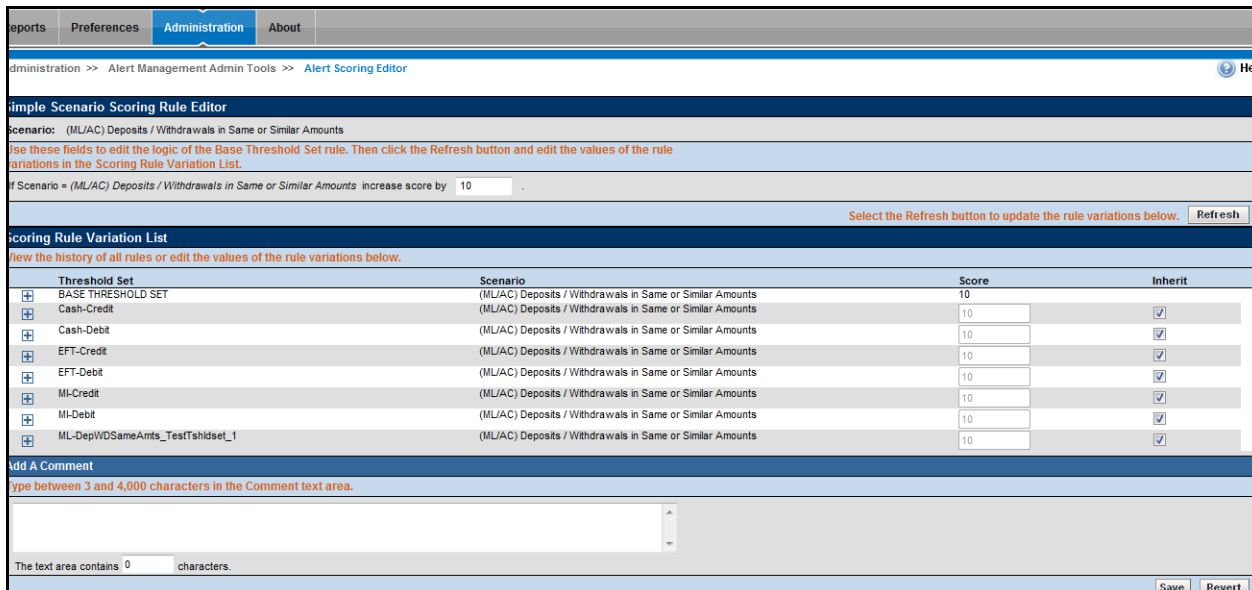 eports Preferences Administration About
dministration >> Alert Management Admin Tools >> Alert Scoring Editor He
Simple Scenario Scoring Rule Editor
Scenario: (ML/AC) Deposits / Withdrawals in Same or Similar Amounts
Use these fields to edit the logic of the Base Threshold Set rule. Then click the Refresh button and edit the values of the rule
variations in the Scoring Rule Variation List.
If Scenario = (ML/AC) Deposits / Withdrawals in Same or Similar Amounts increase score by 10 .
Select the Refresh button to update the rule variations below. Refresh
Scoring Rule Variation List
View the history of all rules or edit the values of the rule variations below.
Threshold Set Scenario Score Inherit
BASE THRESHOLD SET (ML/AC) Deposits / Withdrawals in Same or Similar Amounts 10
Cash-Credit (ML/AC) Deposits / Withdrawals in Same or Similar Amounts 10
Cash-Debit (ML/AC) Deposits / Withdrawals in Same or Similar Amounts 10
EFT-Credit (ML/AC) Deposits / Withdrawals in Same or Similar Amounts 10
EFT-Debit (ML/AC) Deposits / Withdrawals in Same or Similar Amounts 10
MI-Credit (ML/AC) Deposits / Withdrawals in Same or Similar Amounts 10
MI-Debit (ML/AC) Deposits / Withdrawals in Same or Similar Amounts 10
ML-DepWDSameAmts_TestTshldset_1 (ML/AC) Deposits / Withdrawals in Same or Similar Amounts 10
Add A Comment
Type between 3 and 4,000 characters in the Comment text area.
The text area contains 0 characters.
Save Revert